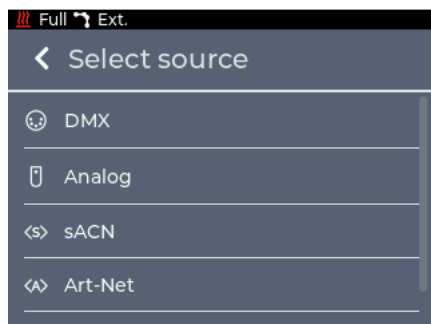 Full Ext.
Select source
DMX
Analog
<S> sACN
<A> Art-Net